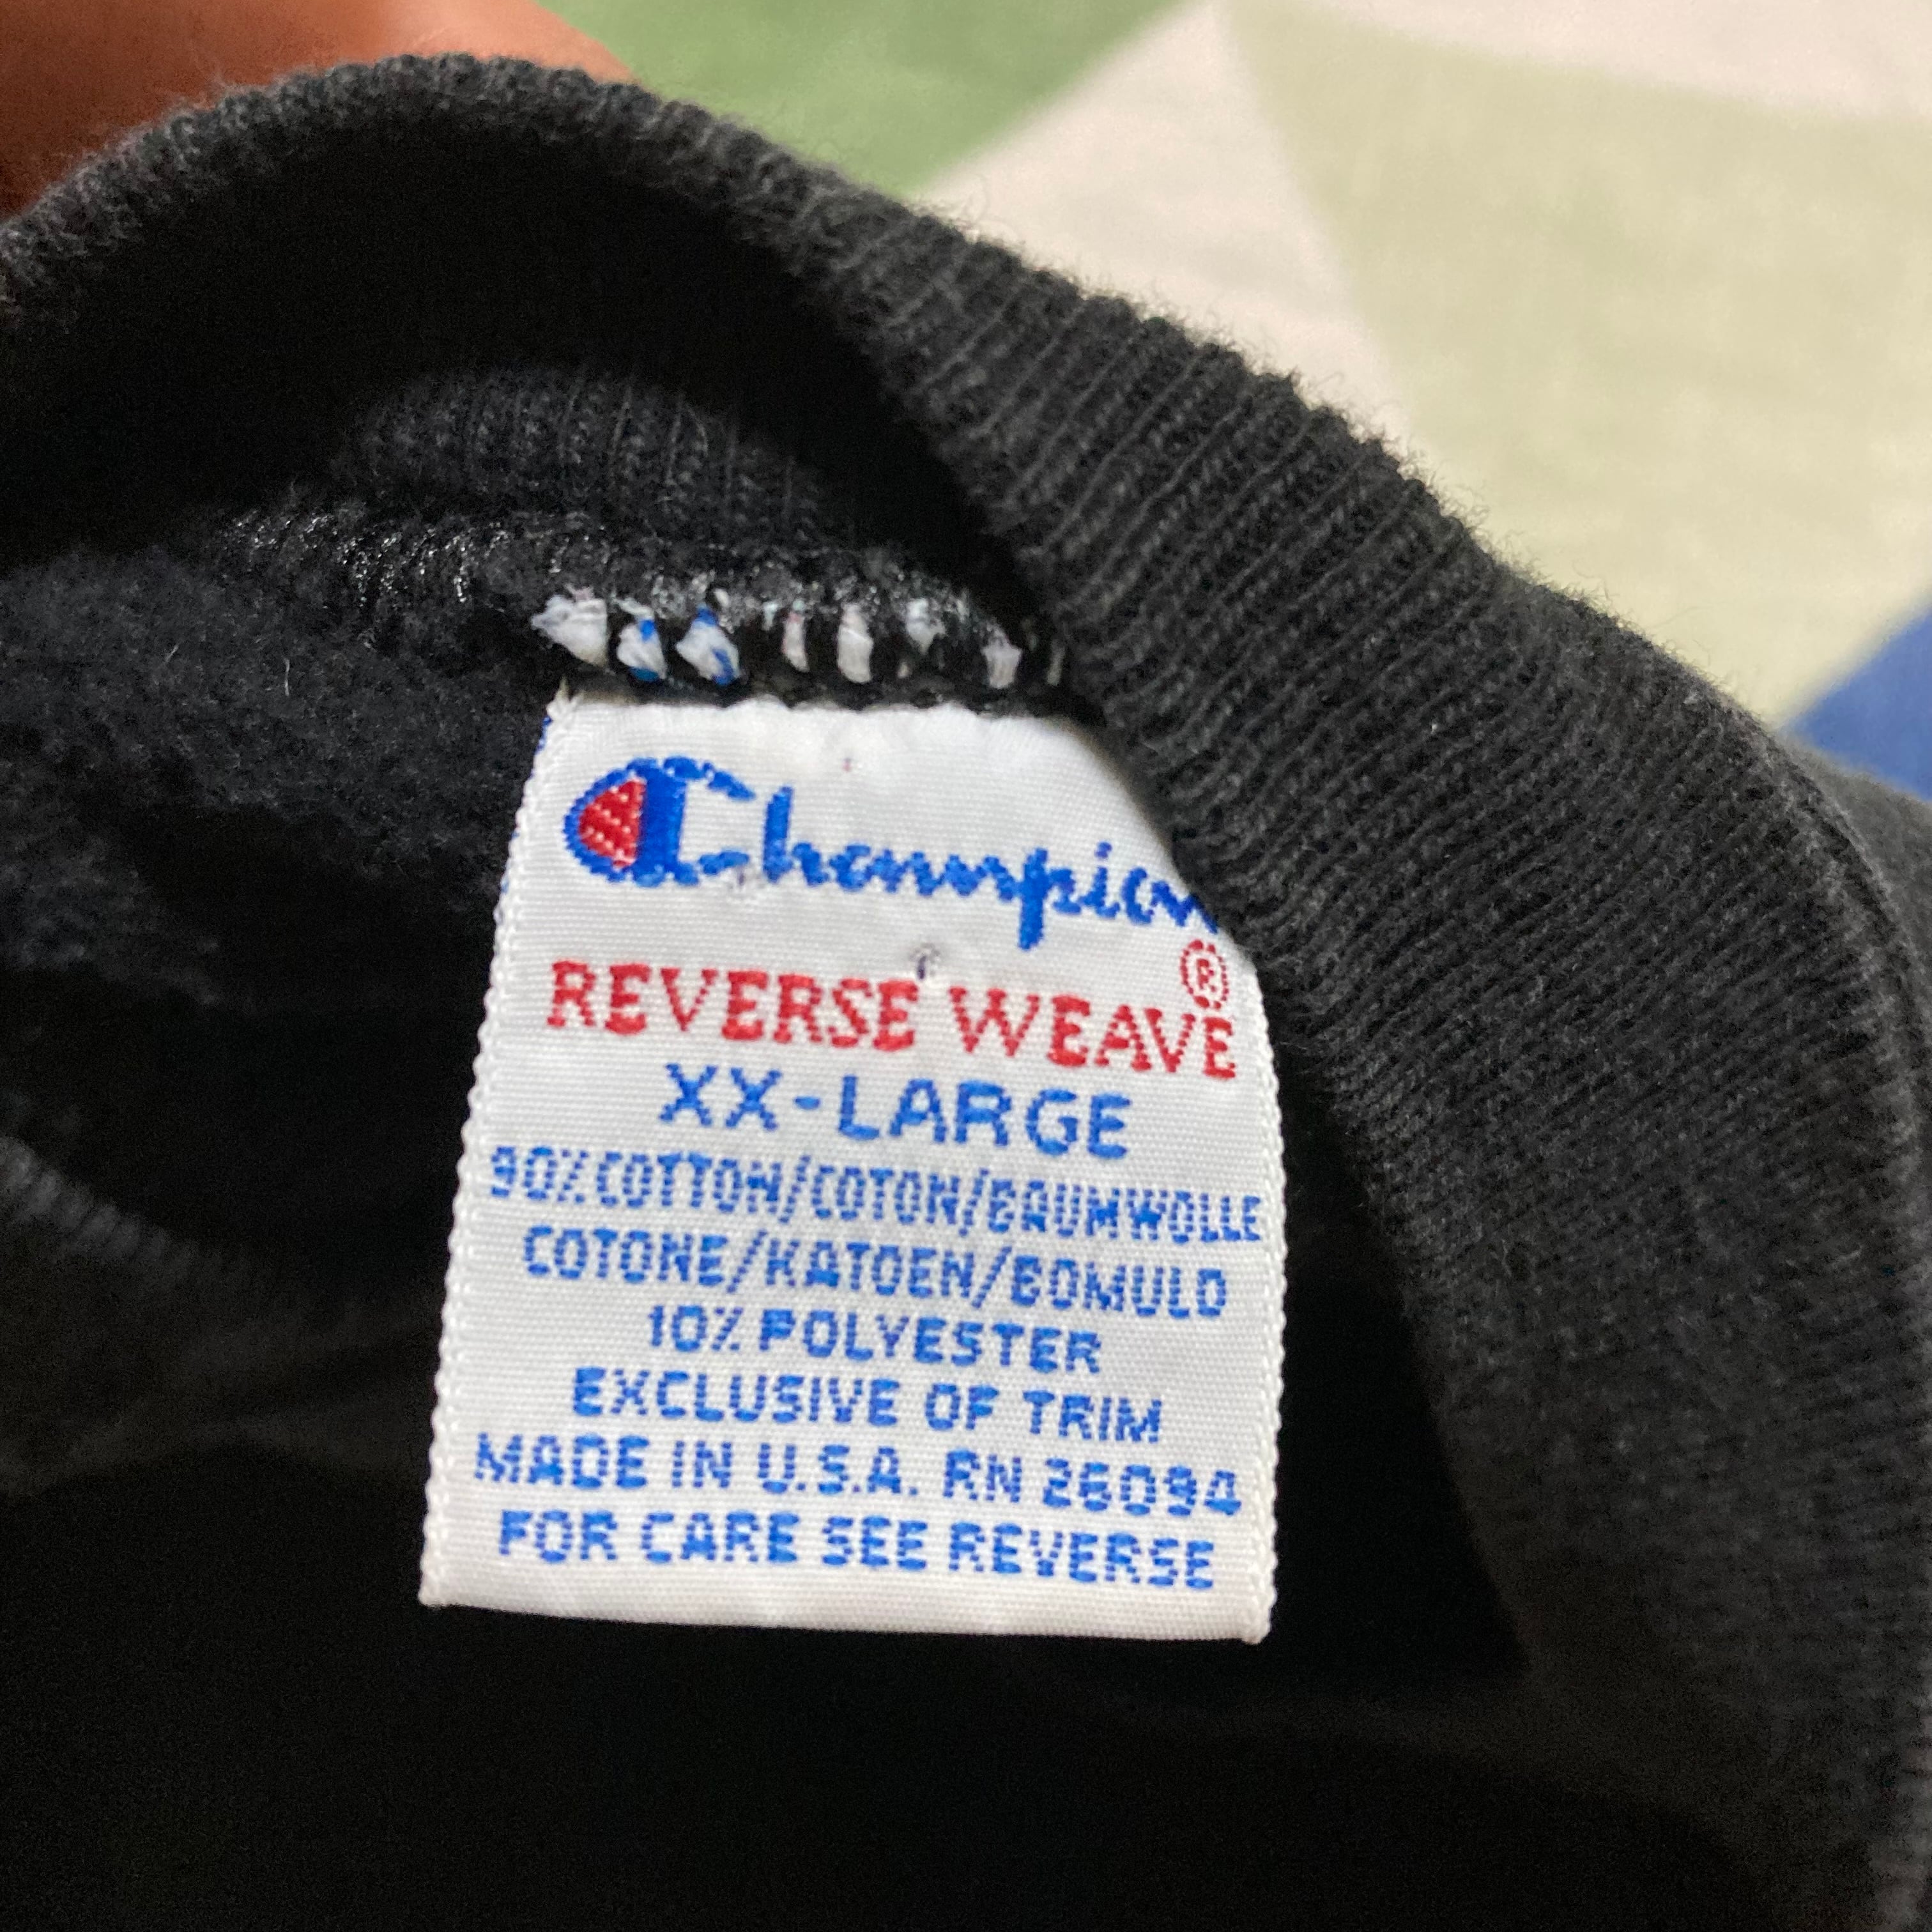 Champion
®
REVERSE WEAVE
XX-LARGE
90% COTTON/COTON/BAUMWOLLE
COTONE/KATOEN/BOMULD
10% POLYESTER
EXCLUSIVE OF TRIM
MADE IN U.S.A. RN 26094
FOR CARE SEE REVERSE